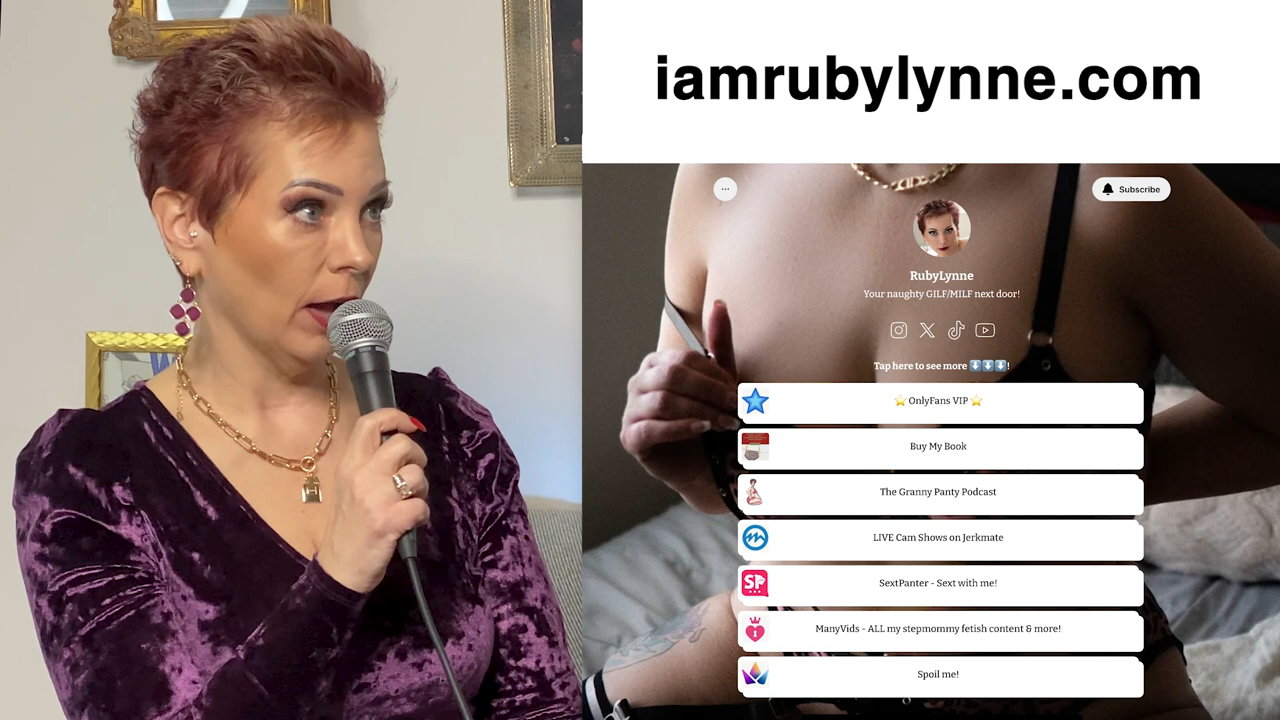 iamrubylynne.com
...
Subscribe
RubyLynne
Your naughty GILF/MILF next door!
Tap here to see more ⬇️⬇️⬇️!
⭐ OnlyFans VIP ⭐
Buy My Book
The Granny Panty Podcast
LIVE Cam Shows on Jerkmate
SP
SextPanter - Sext with me!
ManyVids - ALL my stepmommy fetish content & more!
Spoil me!
H